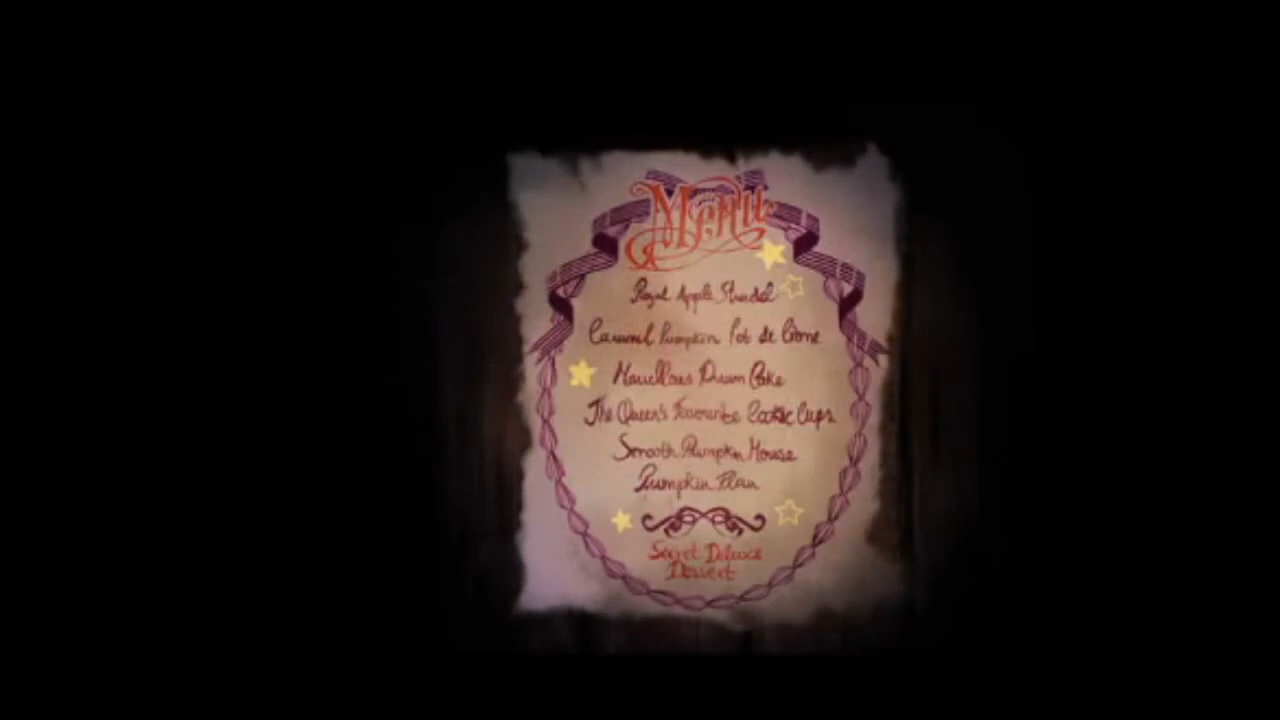 Menu
Royal Apple Strudel
Caramel Pumpkin Pot de Crème
Marvellous Dream Cake
The Queen's Favourite Cookie Cups
Smooth Pumpkin Mousse
Pumpkin Flan
Secret Deluxe
Dessert